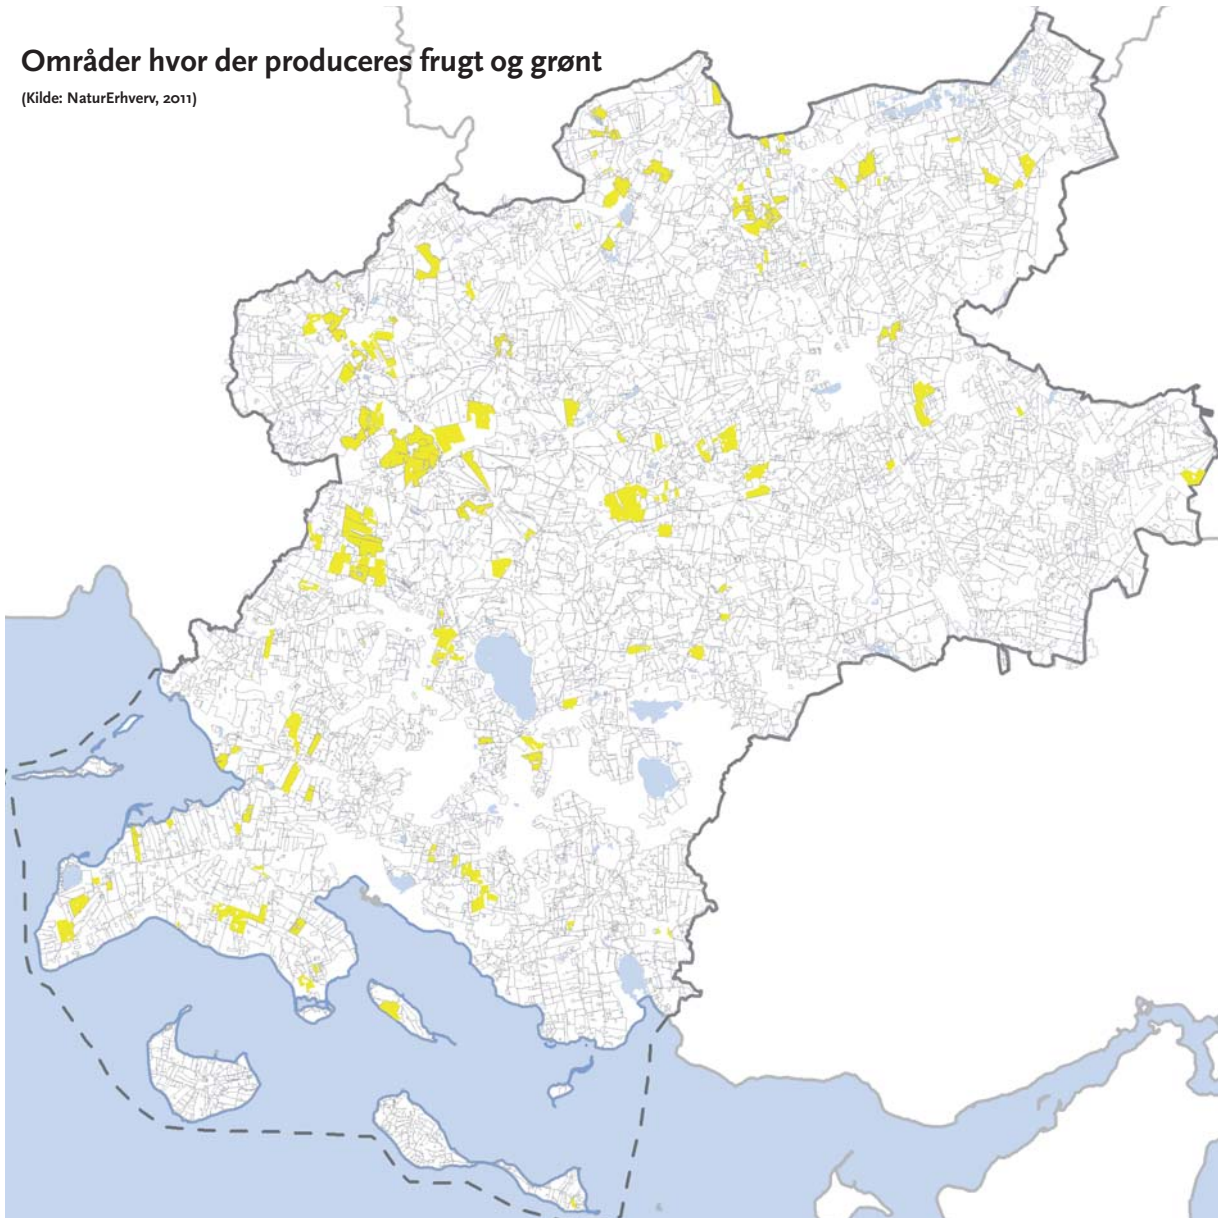 Områder hvor der produceres frugt og grønt
(Kilde: NaturErhverv, 2011)